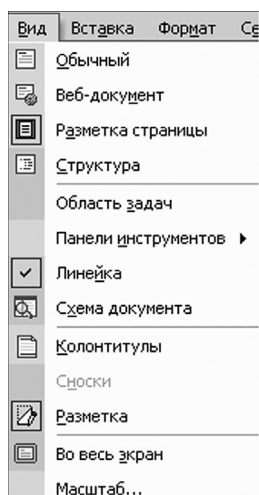 Вид Вставка Формат Се
Обычный
Веб-документ
Разметка страницы
Структура
Область задач
Панели инструментов
Линейка
Схема документа
Колонтитулы
Сноски
Разметка
Во весь экран
Масштаб...